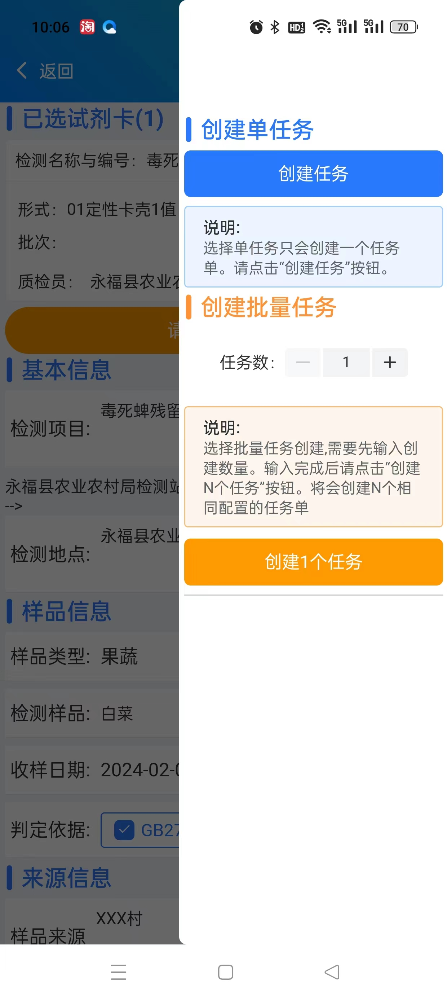 10:06
淘
HD 1 2
5G
5G
70
返回
已选试剂卡(1)
检测名称与编号: 毒死
形式: 01定性卡壳1值
批次:
质检员: 永福县农业农
请
基本信息
检测项目: 毒死蜱残留
永福县农业农村局检测站
-->
检测地点: 永福县农业
样品信息
样品类型: 果蔬
检测样品: 白菜
收样日期: 2024-02-0
判定依据: GB27
来源信息
样品来源 XXX村
创建单任务
创建任务
说明:
选择单任务只会创建一个任务
单。请点击“创建任务”按钮。
创建批量任务
任务数: 1
说明:
选择批量任务创建,需要先输入创
建数量。输入完成后请点击“创建
N个任务”按钮。将会创建N个相
同配置的任务单
创建1个任务